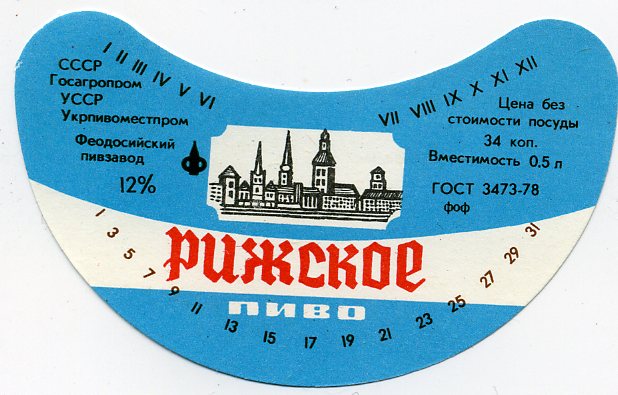 I II III IV V VI
СССР
Госагропром
УССР
Укрпивоместпром
Феодосийский
пивзавод
12%
VII VIII IX X XI XII
Цена без
стоимости посуды
34 коп.
Вместимость 0.5 л
ГОСТ 3473-78
фоф
РИЖСКОЕ
ПИВО
1 3 5 7 9 11 13 15 17 19 21 23 25 27 29 31